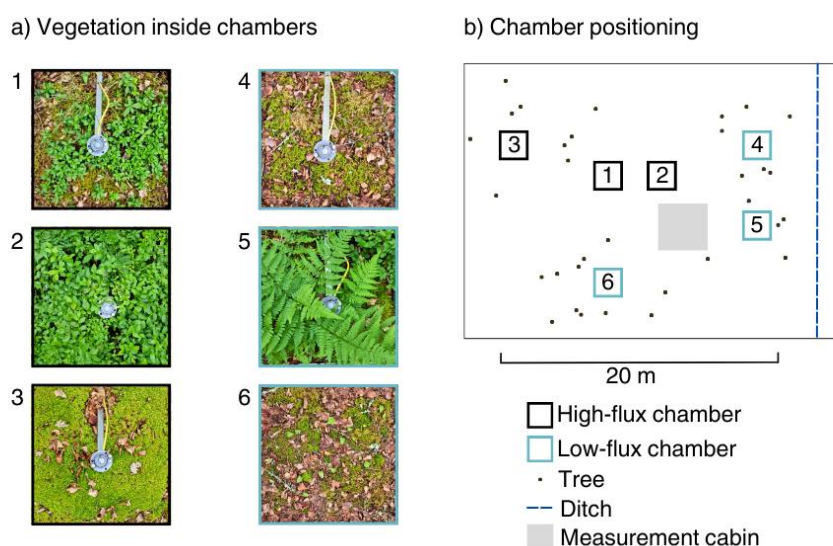 a) Vegetation inside chambers
1
4
2
5
3
6
b) Chamber positioning
3
4
1
2
5
6
20 m
High-flux chamber
Low-flux chamber
Tree
Ditch
Measurement cabin